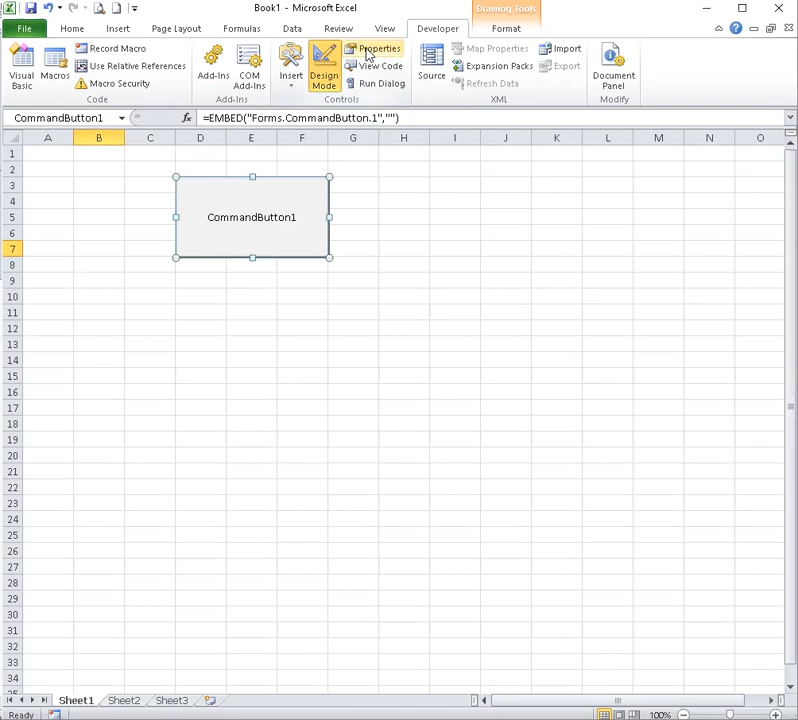 Book1 - Microsoft Excel
Drawing Tools
File Home Insert Page Layout Formulas Data Review View Developer Format
Visual Basic
Macros
Record Macro
Use Relative References
Macro Security
Code
Add-Ins
COM Add-Ins
Add-Ins
Insert
Design Mode
Properties
View Code
Run Dialog
Controls
Source
Map Properties
Expansion Packs
Refresh Data
Import
Export
XML
Document Panel
Modify
CommandButton1 fx =EMBED("Forms.CommandButton.1","")
A B C D E F G H I J K L M N O
1
2
3
4
5
6
7
8
9
10
11
12
13
14
15
16
17
18
19
20
21
22
23
24
25
26
27
28
29
30
31
32
33
34
CommandButton1
Sheet1 Sheet2 Sheet3
Ready 100%